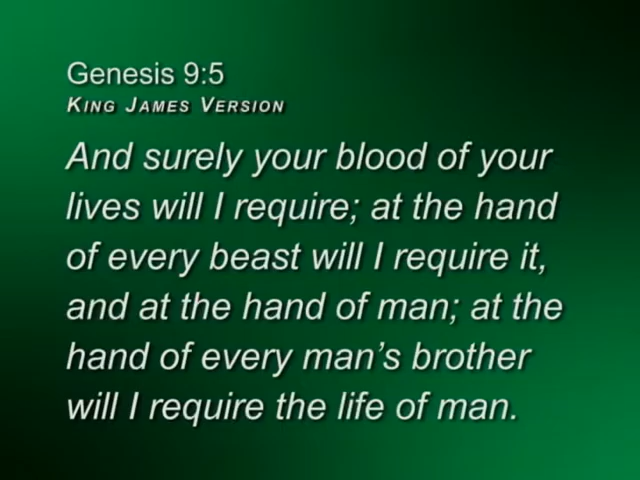 Genesis 9:5
KING JAMES VERSION
And surely your blood of your
lives will I require; at the hand
of every beast will I require it,
and at the hand of man; at the
hand of every man's brother
will I require the life of man.